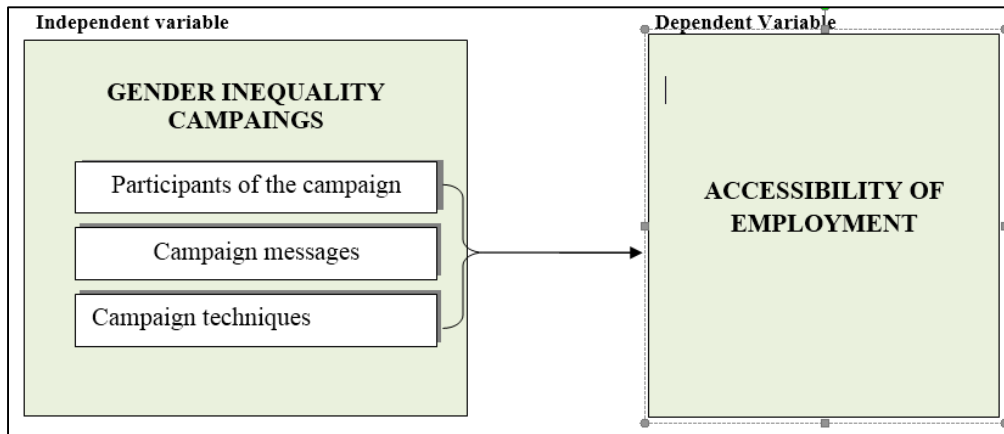 Independent variable
GENDER INEQUALITY
CAMPAINGS
Participants of the campaign
Campaign messages
Campaign techniques
Dependent Variable
ACCESSIBILITY OF
EMPLOYMENT